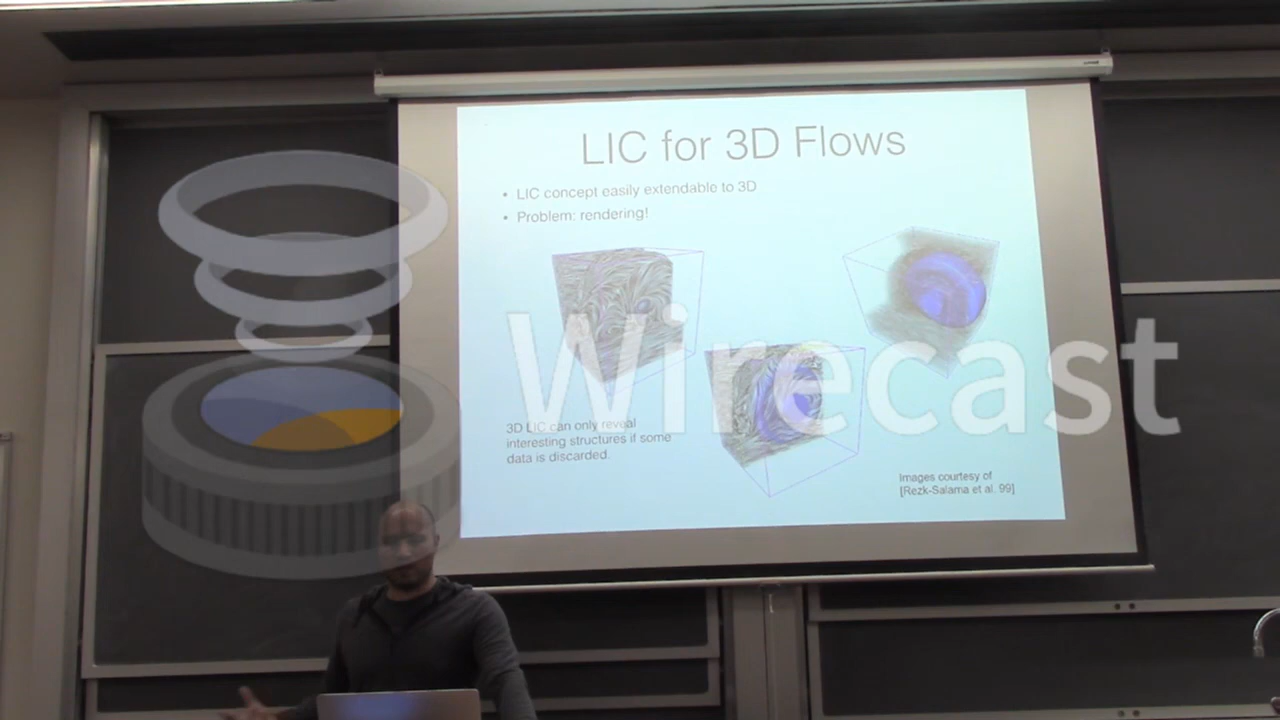 LIC for 3D Flows
• LIC concept easily extendable to 3D
• Problem: rendering!
Wirecast
3D LIC can only reveal
interesting structures if some
data is discarded.
Images courtesy of
[Rezk-Salama et al. 99]